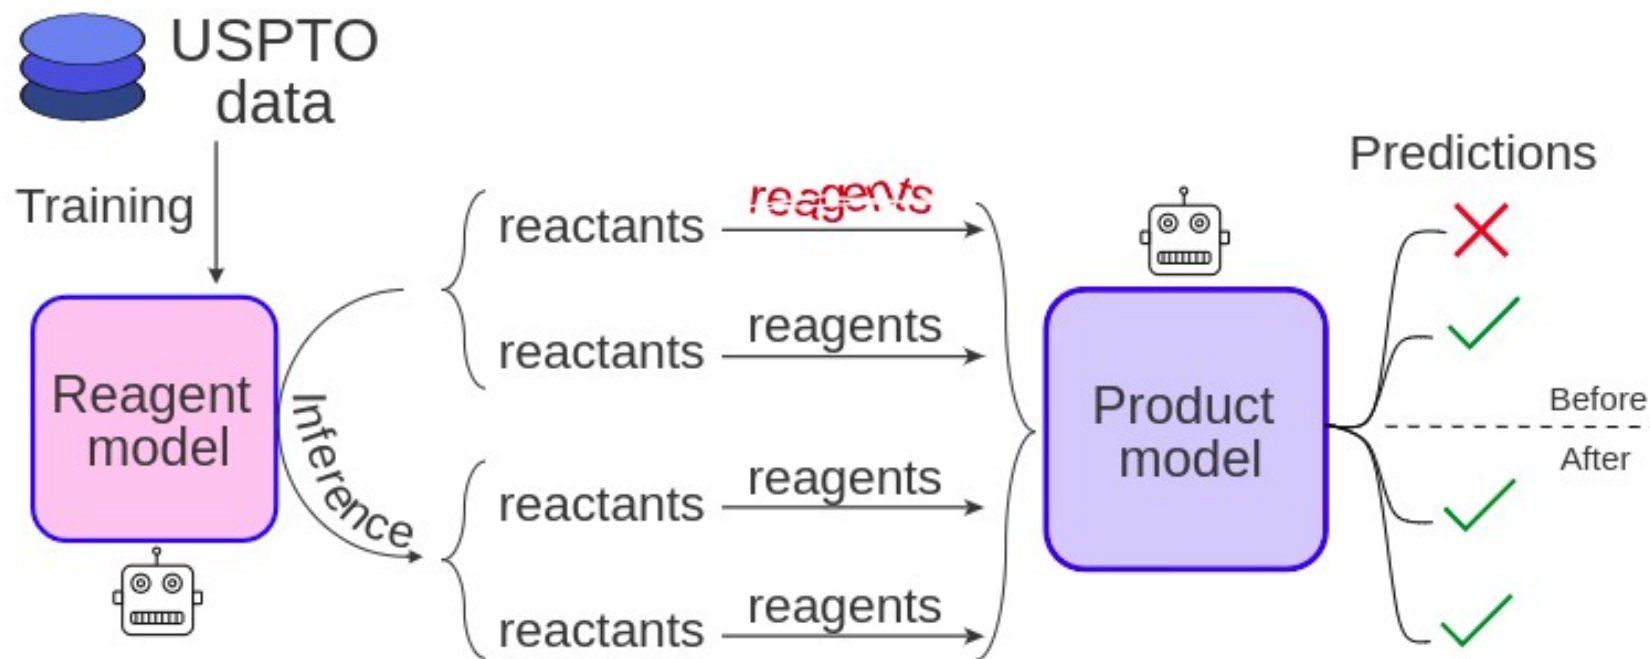 USPTO
data
Training
Reagent
model
Inference
reactants reagents
reactants reagents
reactants reagents
reactants reagents
Product
model
Predictions
Before
After